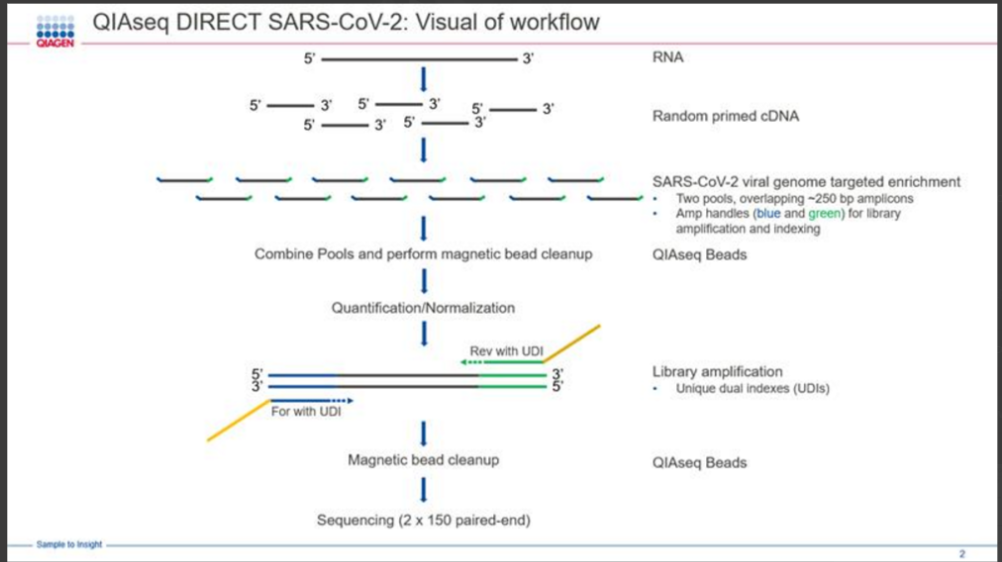 QIAGEN
QIAseq DIRECT SARS-CoV-2: Visual of workflow
5' 3'
RNA
5' 3' 5' 3' 5' 3'
5' 3' 5' 3'
Random primed cDNA
SARS-CoV-2 viral genome targeted enrichment
• Two pools, overlapping ~250 bp amplicons
• Amp handles (blue and green) for library
amplification and indexing
Combine Pools and perform magnetic bead cleanup
QIAseq Beads
Quantification/Normalization
Rev with UDI
5' 3'
3' 5'
For with UDI
Library amplification
• Unique dual indexes (UDIs)
Magnetic bead cleanup
QIAseq Beads
Sequencing (2 x 150 paired-end)
Sample to Insight
2